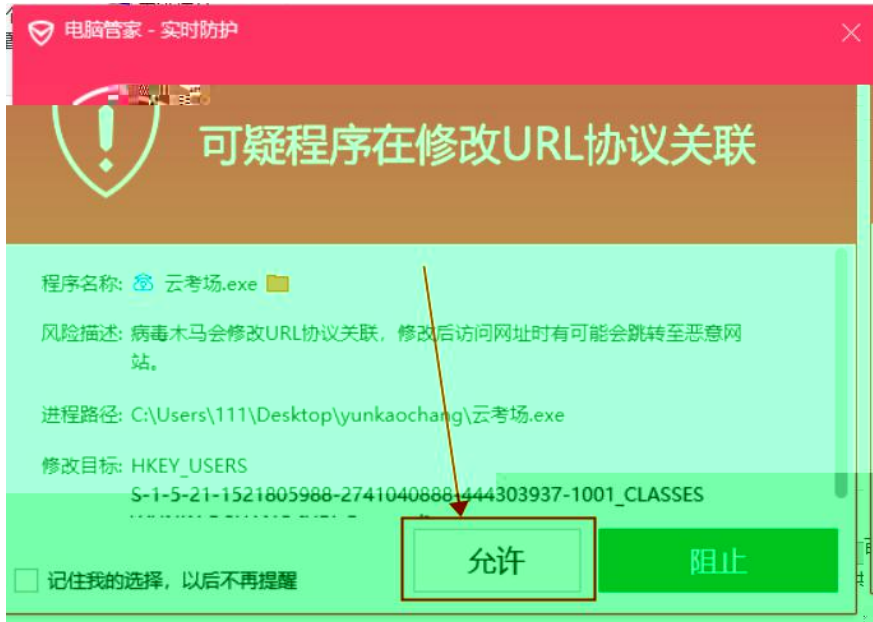 电脑管家 - 实时防护
可疑程序在修改URL协议关联
程序名称: 云考场.exe
风险描述: 病毒木马会修改URL协议关联，修改后访问网址时有可能会跳转至恶意网
站。
进程路径: C:\Users\111\Desktop\yunkaochang\云考场.exe
修改目标: HKEY_USERS
S-1-5-21-1521805988-2741040888-444303937-1001_CLASSES
记住我的选择，以后不再提醒
允许
阻止